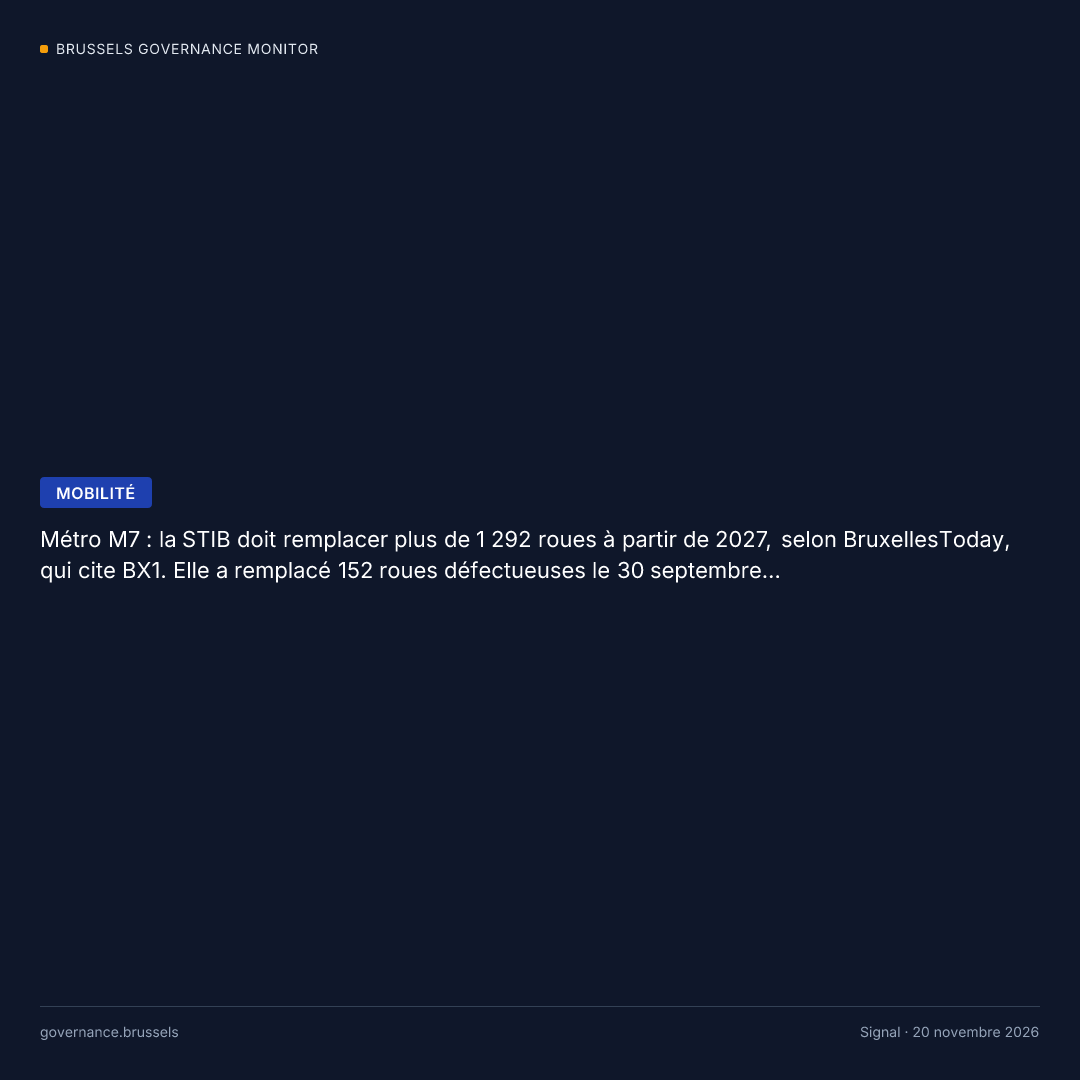 BRUSSELS GOVERNANCE MONITOR
MOBILITÉ
Métro M7 : la STIB doit remplacer plus de 1 292 roues à partir de 2027, selon BruxellesToday,
qui cite BX1. Elle a remplacé 152 roues défectueuses le 30 septembre...
governance.brussels
Signal · 20 novembre 2026